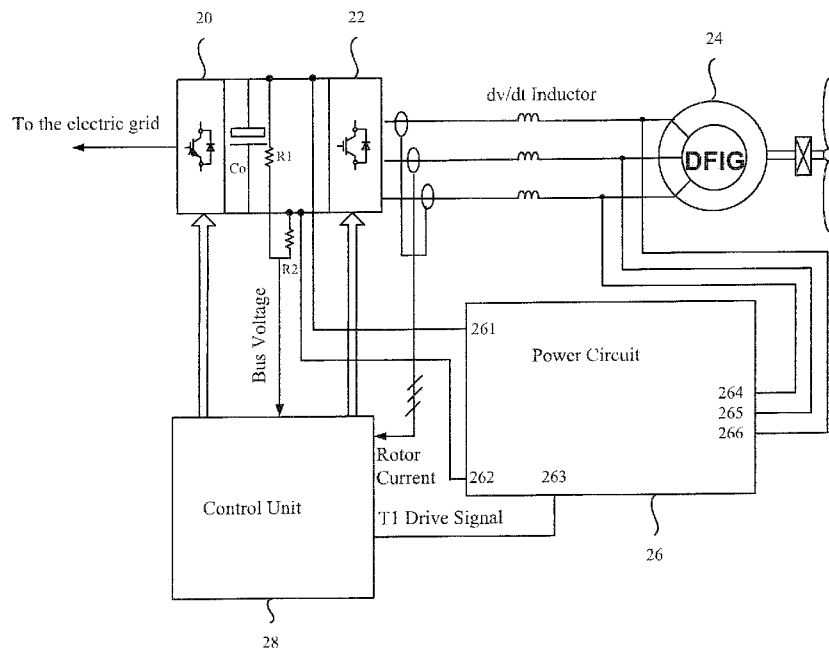 20
22
24
dv/dt Inductor
To the electric grid
Co
R1
DFIG
R2
Bus Voltage
261
Power Circuit
264
265
266
Rotor
Current
262
263
Control Unit
T1 Drive Signal
26
28